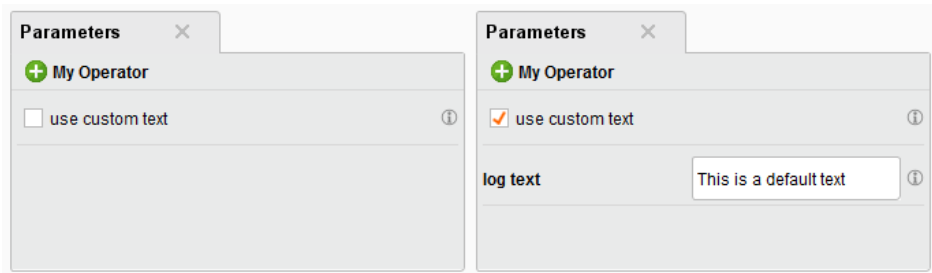 Parameters
My Operator
use custom text
Parameters
My Operator
use custom text
log text
This is a default text